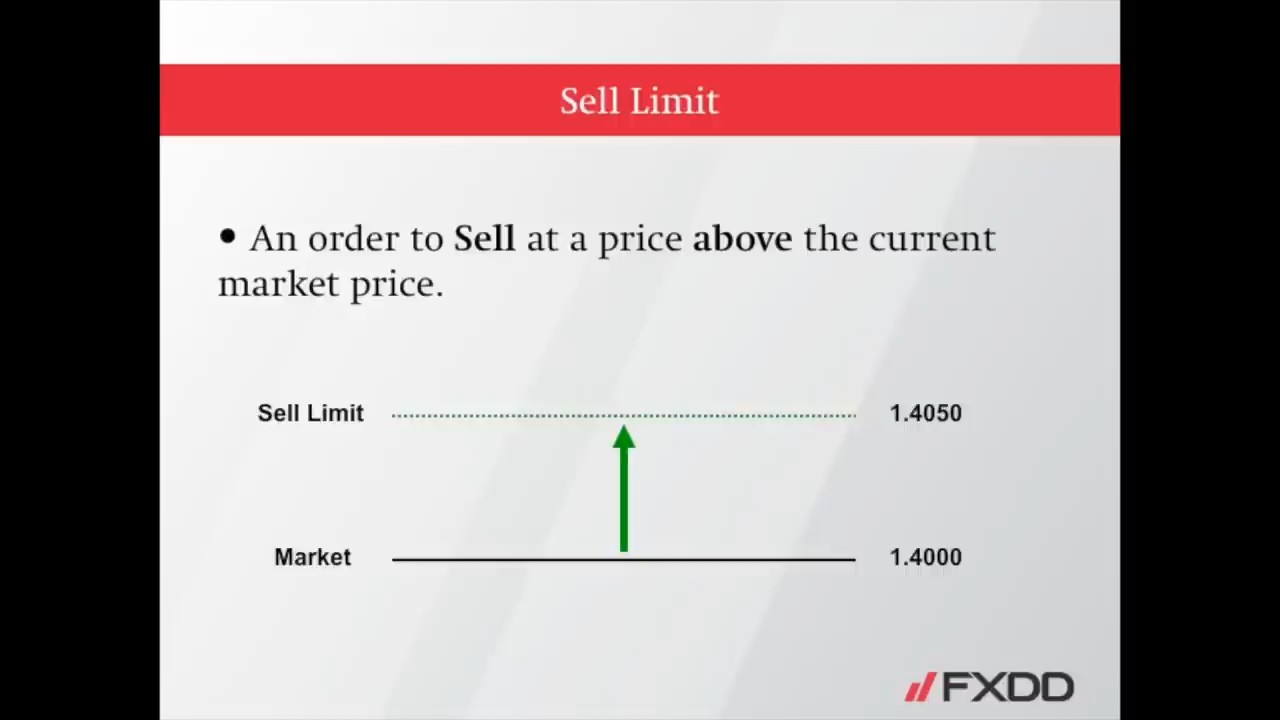 Sell Limit
• An order to Sell at a price above the current
market price.
Sell Limit 1.4050
Market 1.4000
FXDD